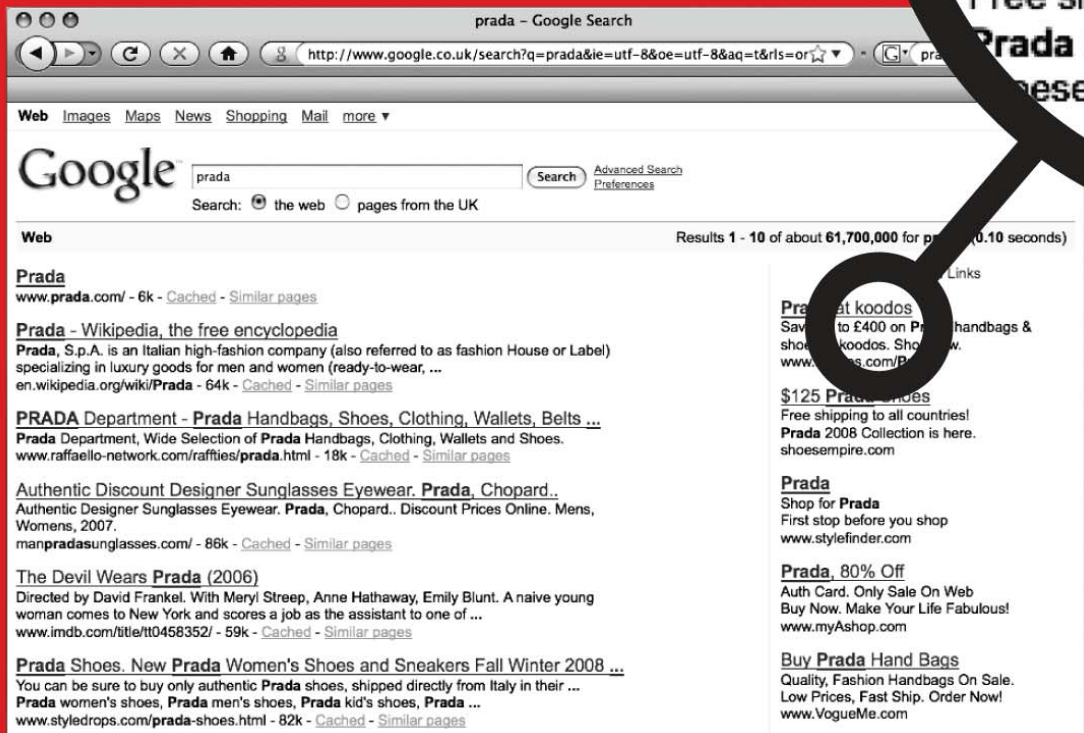 prada - Google Search
http://www.google.co.uk/search?q=prada&ie=utf-8&oe=utf-8&aq=t&rls=or
G
Prada
Web Images Maps News Shopping Mail more ▼
Google
prada
Search
Advanced Search
Preferences
Search: the web pages from the UK
Web
Results 1 - 10 of about 61,700,000 for (0.10 seconds)
Prada
www.prada.com/ - 6k - Cached - Similar pages
Prada - Wikipedia, the free encyclopedia
Prada, S.p.A. is an Italian high-fashion company (also referred to as fashion House or Label)
specializing in luxury goods for men and women (ready-to-wear, ...
en.wikipedia.org/wiki/Prada - 64k - Cached - Similar pages
PRADA Department - Prada Handbags, Shoes, Clothing, Wallets, Belts ...
Prada Department, Wide Selection of Prada Handbags, Clothing, Wallets and Shoes.
www.raffaello-network.com/raffties/prada.html - 18k - Cached - Similar pages
Authentic Discount Designer Sunglasses Eyewear. Prada, Chopard..
Authentic Designer Sunglasses Eyewear. Prada, Chopard.. Discount Prices Online. Mens,
Womens, 2007.
manpradasunglasses.com/ - 86k - Cached - Similar pages
The Devil Wears Prada (2006)
Directed by David Frankel. With Meryl Streep, Anne Hathaway, Emily Blunt. A naive young
woman comes to New York and scores a job as the assistant to one of ...
www.imdb.com/title/tt0458352/ - 59k - Cached - Similar pages
Prada Shoes. New Prada Women's Shoes and Sneakers Fall Winter 2008 ...
You can be sure to buy only authentic Prada shoes, shipped directly from Italy in their ...
Prada women's shoes, Prada men's shoes, Prada kid's shoes, Prada ...
www.styledrops.com/prada-shoes.html - 82k - Cached - Similar pages
Links
at koodos
to £400 on handbags &
koodos.
$125 Prada Shoes
Free shipping to all countries!
Prada 2008 Collection is here.
shoesempire.com
Prada
Shop for Prada
First stop before you shop
www.stylefinder.com
Prada, 80% Off
Auth Card. Only Sale On Web
Buy Now. Make Your Life Fabulous!
www.myAshop.com
Buy Prada Hand Bags
Quality, Fashion Handbags On Sale.
Low Prices, Fast Ship. Order Now!
www.VogueMe.com